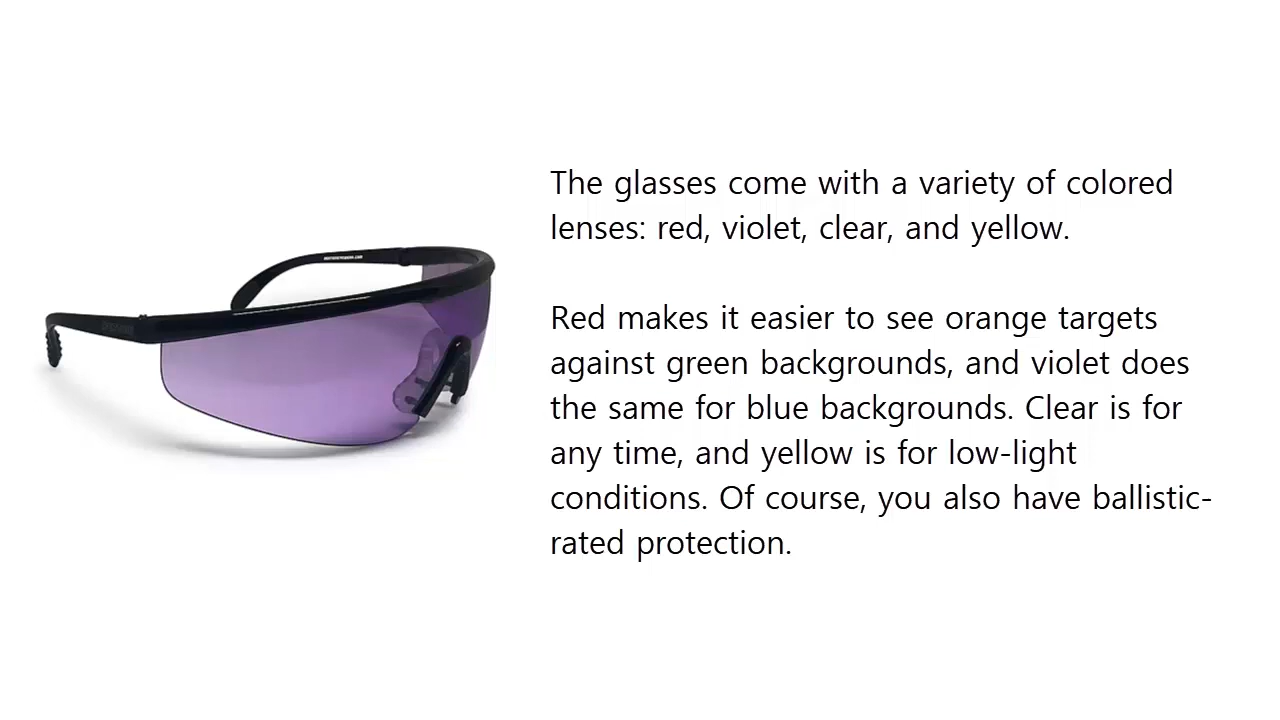 The glasses come with a variety of colored
lenses: red, violet, clear, and yellow.
Red makes it easier to see orange targets
against green backgrounds, and violet does
the same for blue backgrounds. Clear is for
any time, and yellow is for low-light
conditions. Of course, you also have ballistic-
rated protection.